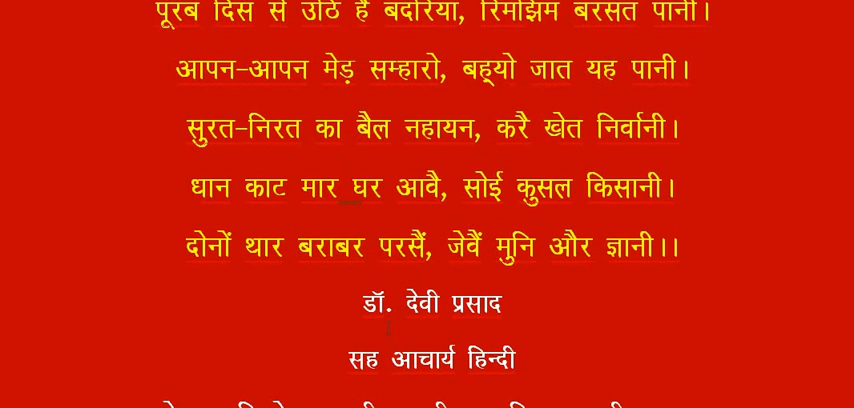 पूरब दिस से उठि हैं बदरिया, रिमझिम बरसत पानी।
आपन-आपन मेड़ सम्हारो, बह्यो जात यह पानी।
सुरत-निरत का बैल नहायन, करै खेत निर्वानी।
धान काट मार घर आवै, सोई कुसल किसानी।
दोनों थार बराबर परसैं, जेवैं मुनि और ज्ञानी।।
डॉ. देवी प्रसाद
सह आचार्य हिन्दी